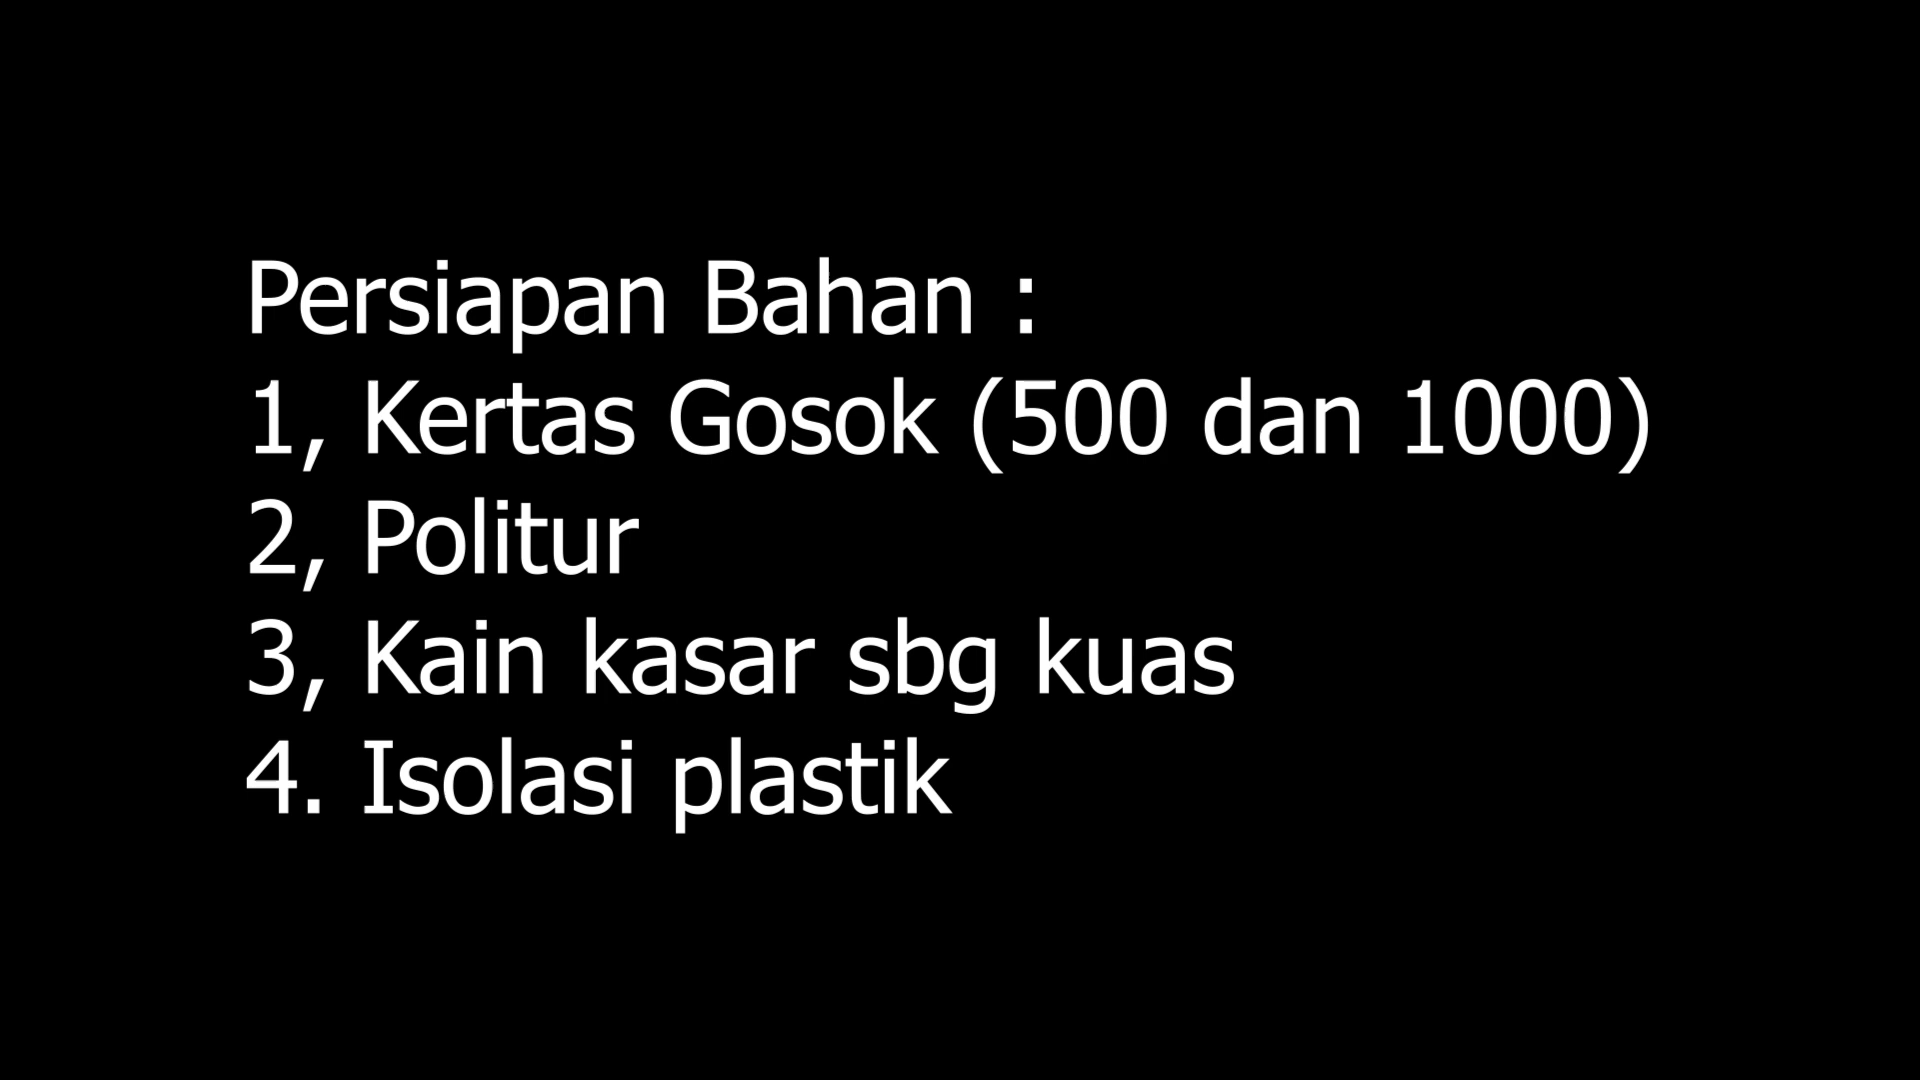 Persiapan Bahan :
1, Kertas Gosok (500 dan 1000)
2, Politur
3, Kain kasar sbg kuas
4. Isolasi plastik